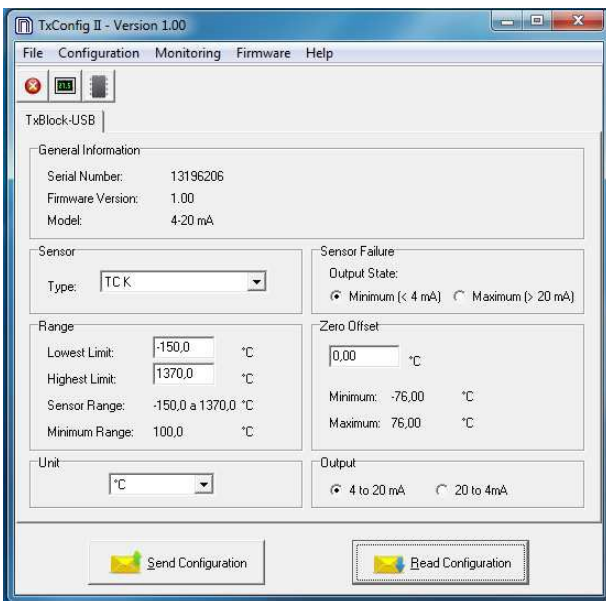 TxConfig II - Version 1.00
File Configuration Monitoring Firmware Help
TxBlock-USB
General Information
Serial Number: 13196206
Firmware Version: 1.00
Model: 4-20 mA
Sensor
Type: TC K
Sensor Failure
Output State:
Minimum (< 4 mA) Maximum (> 20 mA)
Range
Lowest Limit: -150,0 °C
Highest Limit: 1370,0 °C
Sensor Range: -150,0 a 1370,0 °C
Minimum Range: 100,0 °C
Zero Offset
0,00 °C
Minimum: -76,00 °C
Maximum: 76,00 °C
Unit
°C
Output
4 to 20 mA 20 to 4mA
Send Configuration
Read Configuration